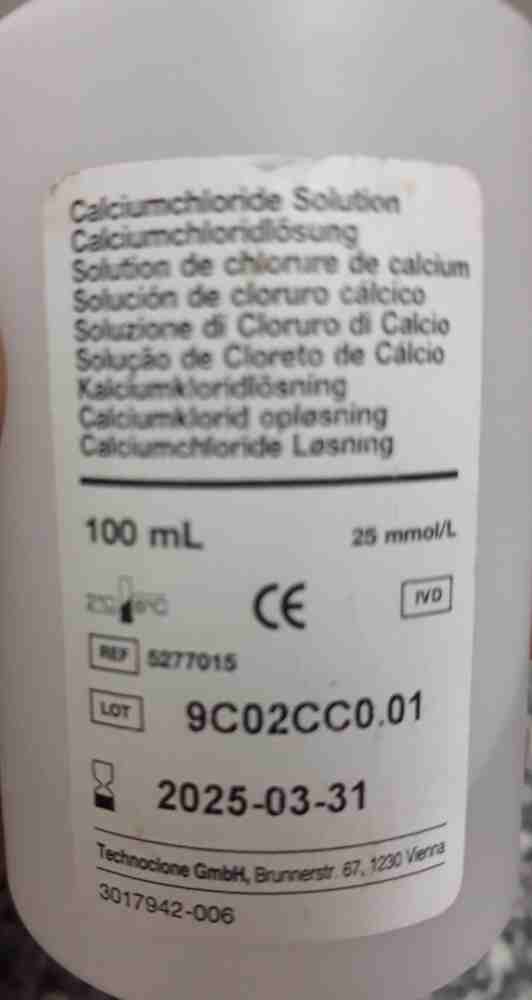 Calciumchloride Solution
Calciumchloridlösung
Solution de chlorure de calcium
Solución de cloruro cálcico
Soluzione di Cloruro di Calcio
Solução de Cloreto de Cálcio
Kalciumkloridlösning
Calciumklorid opløsning
Calciumchloride Løsning
100 mL 25 mmol/L
2°C 8°C CE IVD
REF 5277015
LOT 9C02CC0.01
2025-03-31
Technoclone GmbH, Brunnerstr. 67, 1230 Vienna
3017942-006